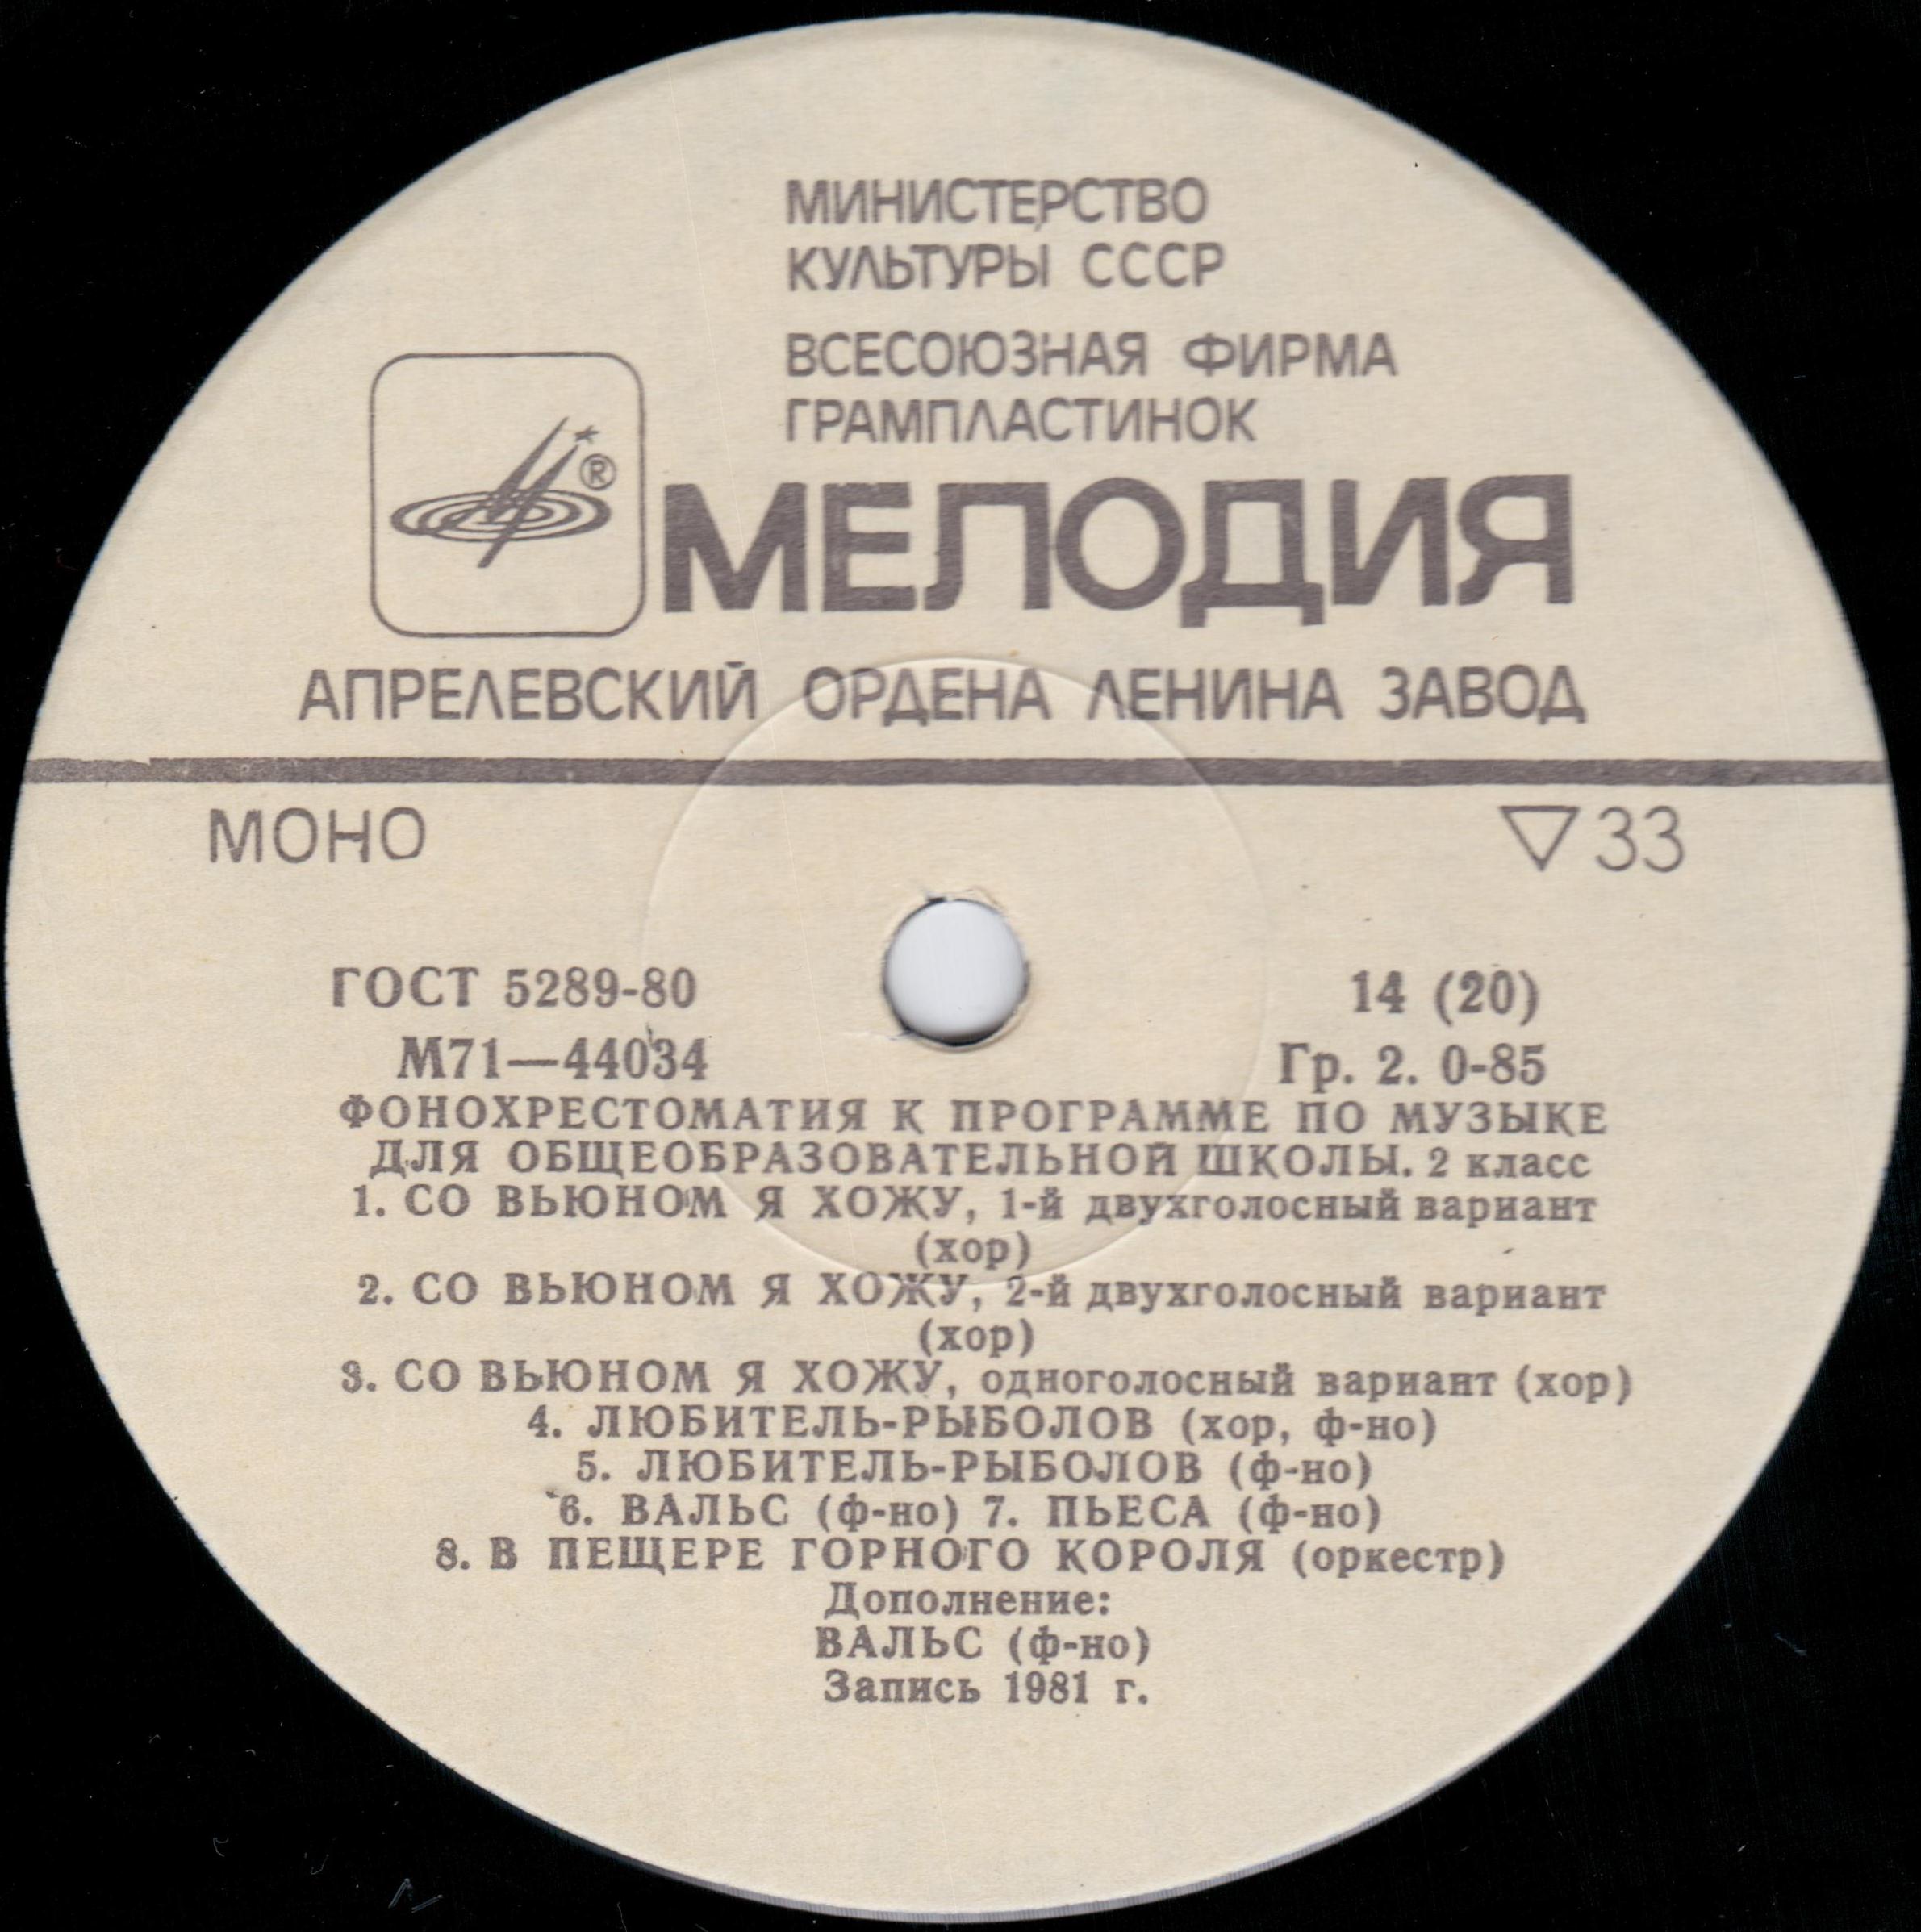 МИНИСТЕРСТВО
КУЛЬТУРЫ СССР
ВСЕСОЮЗНАЯ ФИРМА
ГРАМПЛАСТИНОК
®
МЕЛОДИЯ
АПРЕЛЕВСКИЙ ОРДЕНА ЛЕНИНА ЗАВОД
МОНО ▽33
ГОСТ 5289-80 14 (20)
М71—44034 Гр. 2. 0-85
ФОНОХРЕСТОМАТИЯ К ПРОГРАММЕ ПО МУЗЫКЕ
ДЛЯ ОБЩЕОБРАЗОВАТЕЛЬНОЙ ШКОЛЫ. 2 класс
1. СО ВЬЮНОМ Я ХОЖУ, 1-й двухголосный вариант
(хор)
2. СО ВЬЮНОМ Я ХОЖУ, 2-й двухголосный вариант
(хор)
3. СО ВЬЮНОМ Я ХОЖУ, одноголосный вариант (хор)
4. ЛЮБИТЕЛЬ-РЫБОЛОВ (хор, ф-но)
5. ЛЮБИТЕЛЬ-РЫБОЛОВ (ф-но)
6. ВАЛЬС (ф-но) 7. ПЬЕСА (ф-но)
8. В ПЕЩЕРЕ ГОРНОГО КОРОЛЯ (оркестр)
Дополнение:
ВАЛЬС (ф-но)
Запись 1981 г.